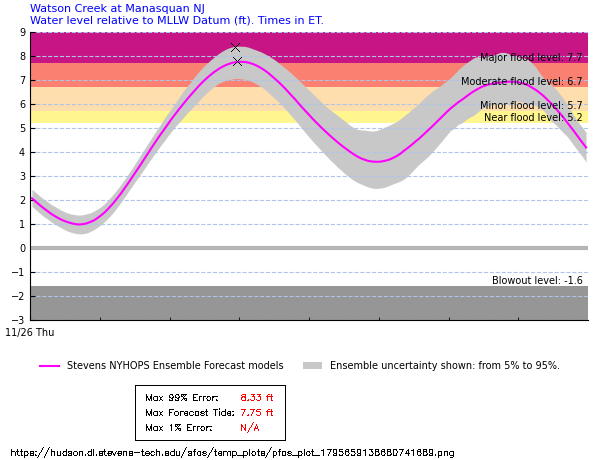 Watson Creek at Manasquan NJ
Water level relative to MLLW Datum (ft). Times in ET.
9
8
Major flood level: 7.7
7
Moderate flood level: 6.7
6
Minor flood level: 5.7
Near flood level: 5.2
5
4
3
2
1
0
−1
Blowout level: -1.6
−2
−3
11/26 Thu
Stevens NYHOPS Ensemble Forecast models
Ensemble uncertainty shown: from 5% to 95%.
Max 99% Error: 8.33 ft
Max Forecast Tide: 7.75 ft
Max 1% Error: N/A
https://hudson.dl.stevens-tech.edu/sfas/temp_plots/pfas_plot_1795659138680741689.png